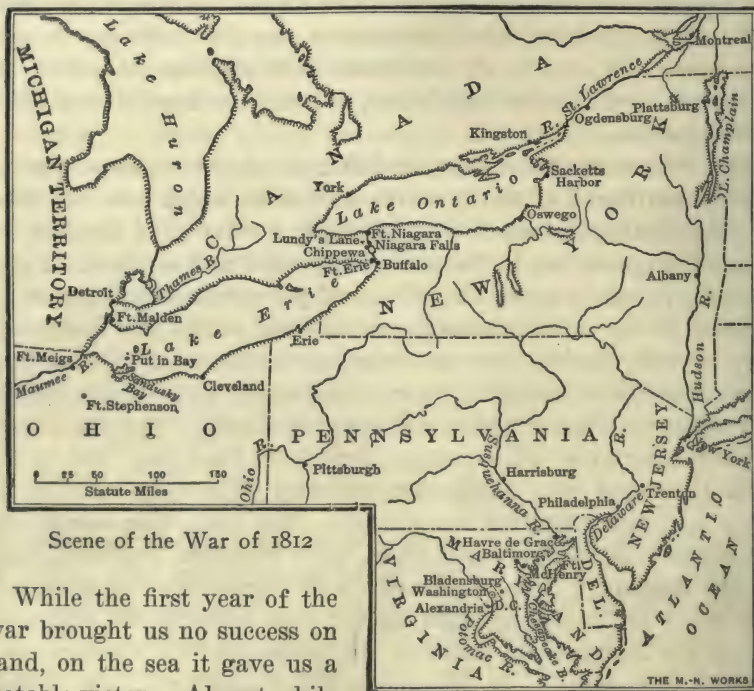 MICHIGAN TERRITORY
Lake Huron
CANADA
Montreal
R. St. Lawrence
Ogdensburg
Plattsburg
L. Champlain
Kingston
York
Lake Ontario
Sacketts
Harbor
Oswego
Lundy's Lane
Ft. Niagara
Niagara Falls
Chippewa
Ft. Erie
Buffalo
NEW YORK
Albany
Hudson R.
Thames R.
Detroit
Ft. Malden
Lake Erie
Erie
Ft. Meigs
Put in Bay
Maumee R.
Sandusky
Bay
Cleveland
Ft. Stephenson
OHIO
PENNSYLVANIA
Ohio R.
Pittsburgh
Susquehanna R.
Harrisburg
Philadelphia
Delaware R.
Trenton
NEW JERSEY
New York
ATLANTIC
OCEAN
0 50 100 150
Statute Miles
Havre de Grace
Baltimore
Ft.
McHenry
MARYLAND
DEL.
Bladensburg
Washington
D.C.
Alexandria
Potomac R.
Chesapeake B.
VIRGINIA
THE M.-N. WORKS
Scene of the War of 1812
While the first year of the
war brought us no success on
land, on the sea it gave us a